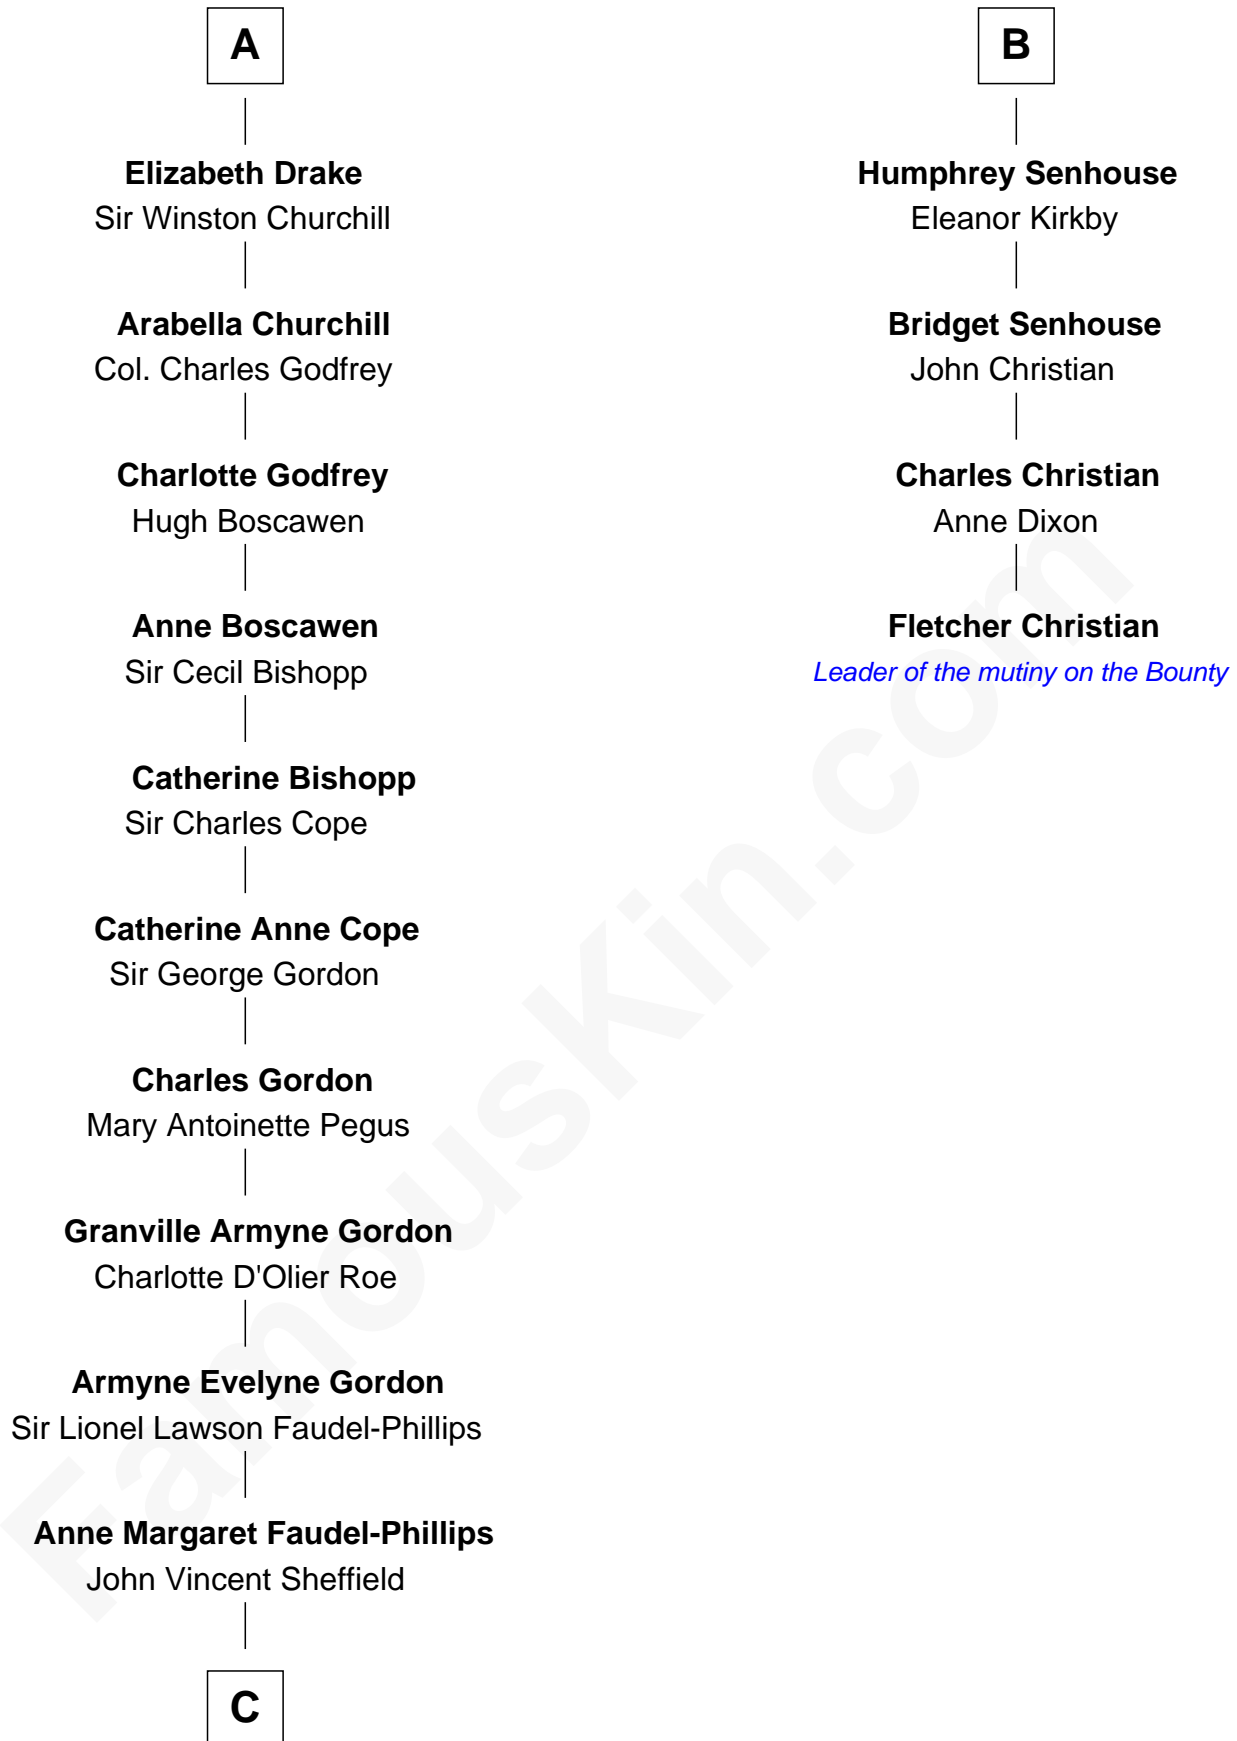 A
Elizabeth Drake
Sir Winston Churchill
Arabella Churchill
Col. Charles Godfrey
Charlotte Godfrey
Hugh Boscawen
Anne Boscawen
Sir Cecil Bishopp
Catherine Bishopp
Sir Charles Cope
Catherine Anne Cope
Sir George Gordon
Charles Gordon
Mary Antoinette Pegus
Granville Armyne Gordon
Charlotte D'Olier Roe
Armyne Evelyne Gordon
Sir Lionel Lawson Faudel-Phillips
Anne Margaret Faudel-Phillips
John Vincent Sheffield
C
B
Humphrey Senhouse
Eleanor Kirkby
Bridget Senhouse
John Christian
Charles Christian
Anne Dixon
Fletcher Christian
Leader of the mutiny on the Bounty
FamousKin.com